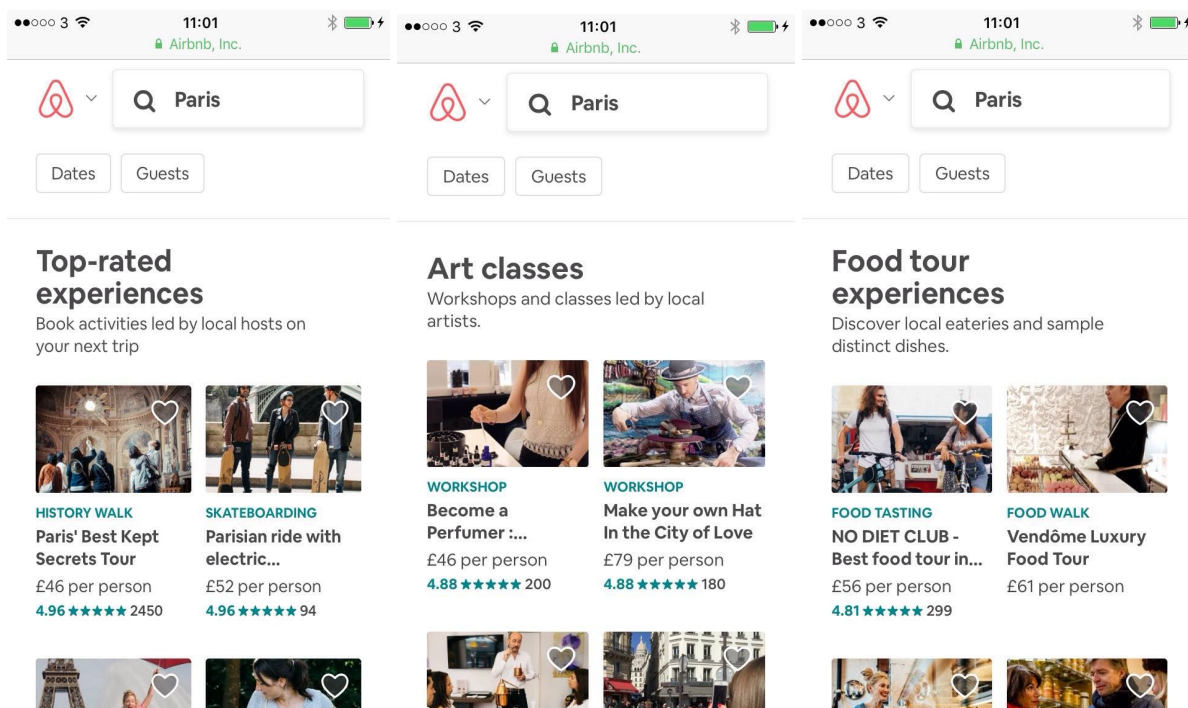 3 11:01
Airbnb, Inc.
Paris
Dates Guests
Top-rated
experiences
Book activities led by local hosts on
your next trip
HISTORY WALK
Paris' Best Kept
Secrets Tour
£46 per person
4.96 ★★★★★ 2450
SKATEBOARDING
Parisian ride with
electric...
£52 per person
4.96 ★★★★★ 94
3 11:01
Airbnb, Inc.
Paris
Dates Guests
Art classes
Workshops and classes led by local
artists.
WORKSHOP
Become a
Perfumer :...
£46 per person
4.88 ★★★★★ 200
WORKSHOP
Make your own Hat
In the City of Love
£79 per person
4.88 ★★★★★ 180
3 11:01
Airbnb, Inc.
Paris
Dates Guests
Food tour
experiences
Discover local eateries and sample
distinct dishes.
FOOD TASTING
NO DIET CLUB -
Best food tour in...
£56 per person
4.81 ★★★★★ 299
FOOD WALK
Vendôme Luxury
Food Tour
£61 per person